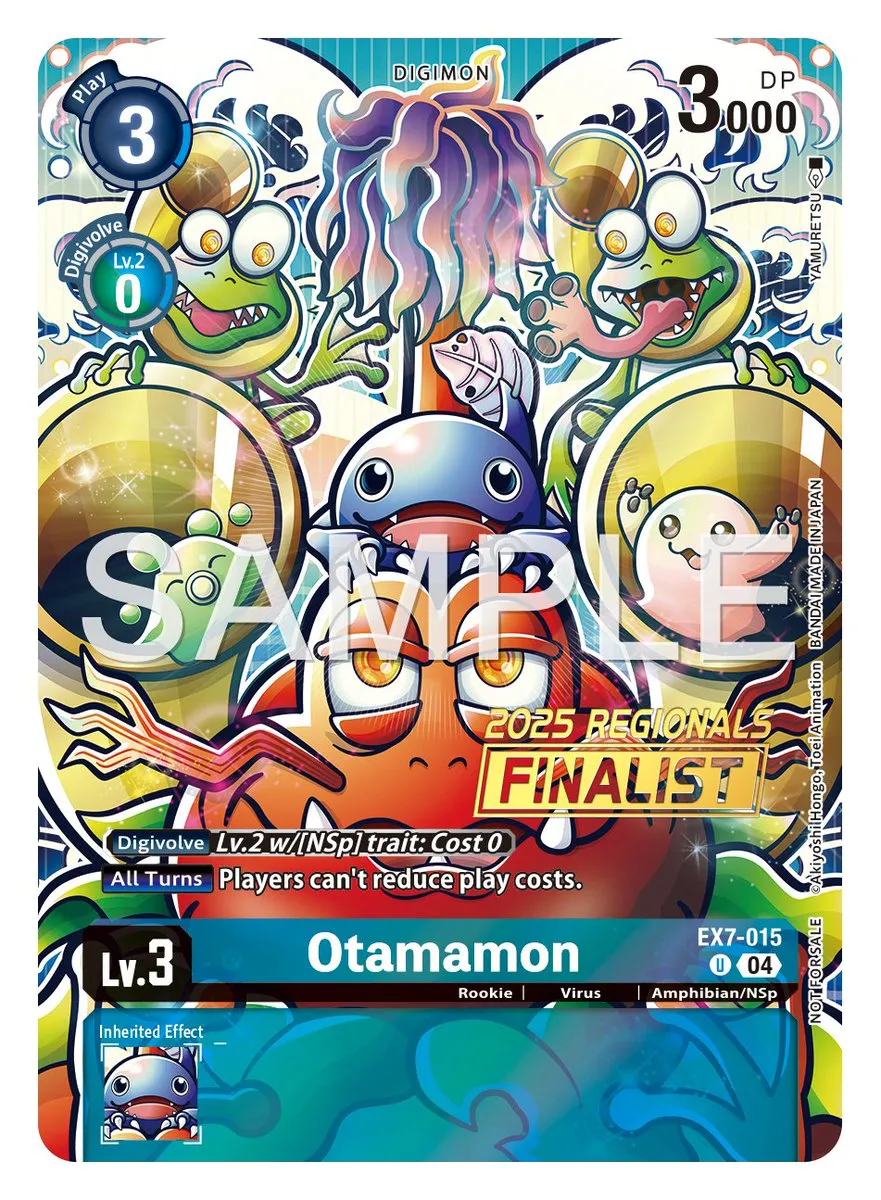 DIGIMON
Play
3
DP
3000
Digivolve
Lv.2
0
YAMURETSU
SAMPLE
2025 REGIONALS
FINALIST
Digivolve Lv.2 w/[NSp] trait: Cost 0
All Turns Players can't reduce play costs.
©Akiyoshi Hongo, Toei Animation BANDAI MADE IN JAPAN
NOT FOR SALE
Lv.3
Otamamon
EX7-015
U 04
Rookie | Virus | Amphibian/NSp
Inherited Effect